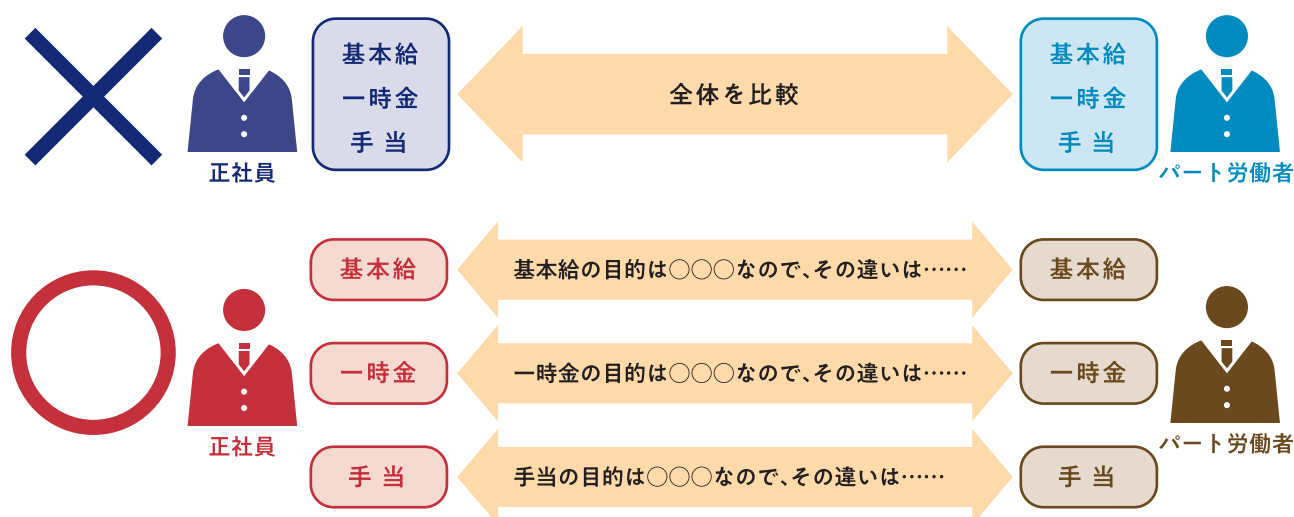 基本給
一時金
手当
正社員
全体を比較
基本給
一時金
手当
パート労働者
基本給
基本給の目的は〇〇〇なので、その違いは……
基本給
一時金
一時金の目的は〇〇〇なので、その違いは……
一時金
正社員
パート労働者
手当
手当の目的は〇〇〇なので、その違いは……
手当